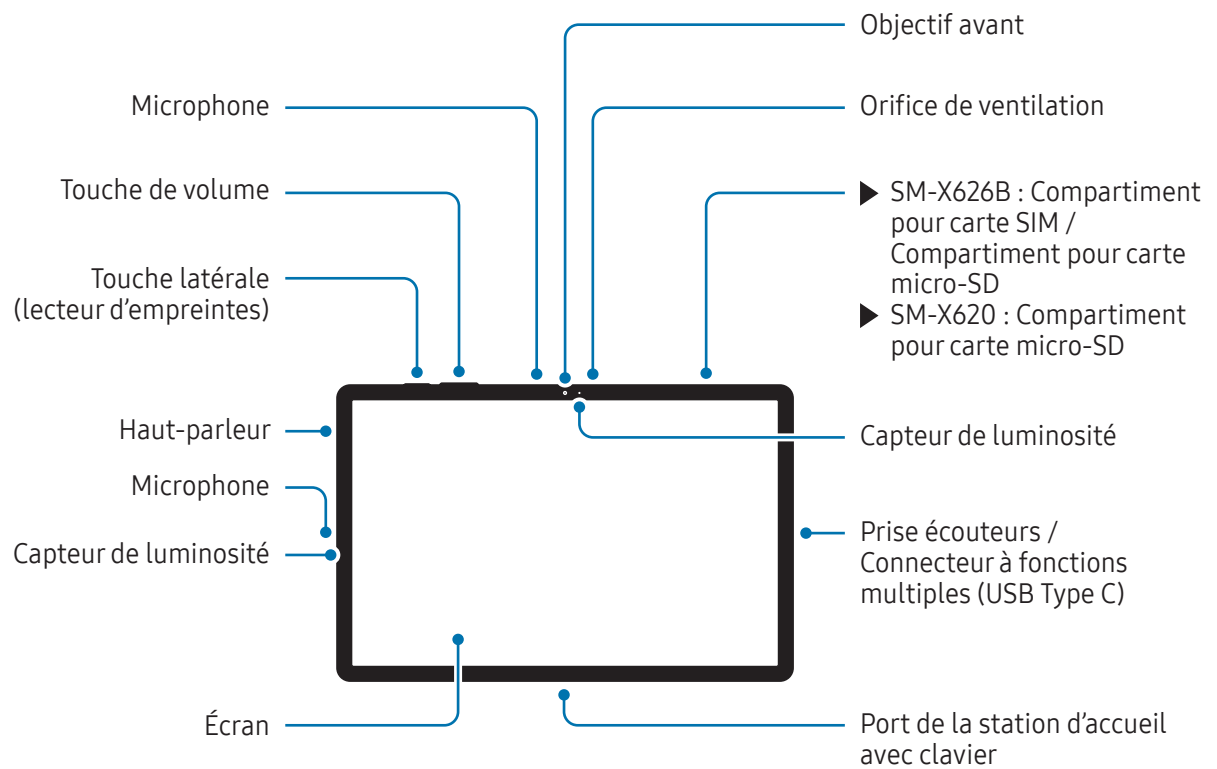 Objectif avant
Microphone
Orifice de ventilation
Touche de volume
▶ SM-X626B : Compartiment
pour carte SIM /
Compartiment pour carte
micro-SD
▶ SM-X620 : Compartiment
pour carte micro-SD
Touche latérale
(lecteur d’empreintes)
Haut-parleur
Capteur de luminosité
Microphone
Capteur de luminosité
Prise écouteurs /
Connecteur à fonctions
multiples (USB Type C)
Écran
Port de la station d’accueil
avec clavier